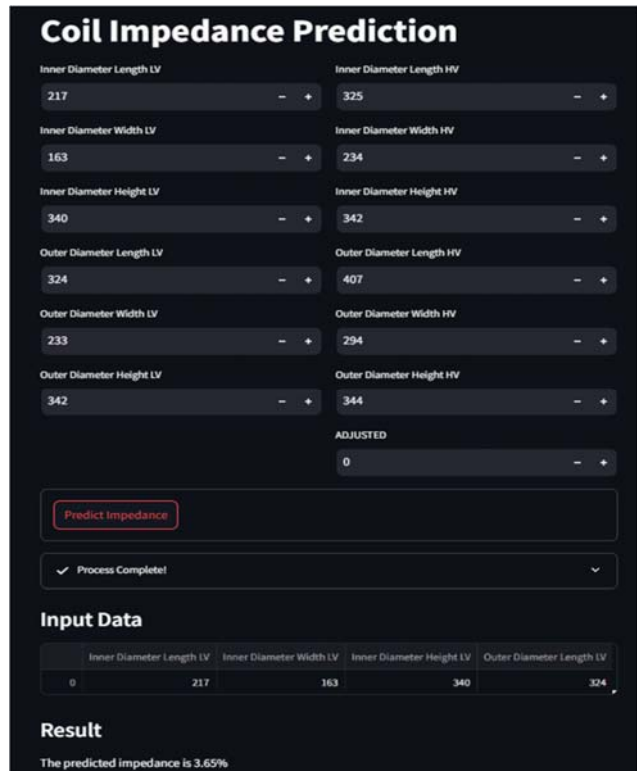 Coil Impedance Prediction
Inner Diameter Length LV Inner Diameter Length HV
217 - + 325 - +
Inner Diameter Width LV Inner Diameter Width HV
163 - + 234 - +
Inner Diameter Height LV Inner Diameter Height HV
340 - + 342 - +
Outer Diameter Length LV Outer Diameter Length HV
324 - + 407 - +
Outer Diameter Width LV Outer Diameter Width HV
233 - + 294 - +
Outer Diameter Height LV Outer Diameter Height HV
342 - + 344 - +
ADJUSTED
0 - +
Predict Impedance
Process Complete!
Input Data
Inner Diameter Length LV Inner Diameter Width LV Inner Diameter Height LV Outer Diameter Length LV
0 217 163 340 324
Result
The predicted impedance is 3.65%